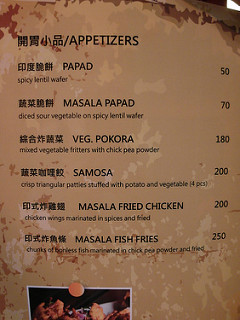 開胃小品/APPETIZERS
印度脆餅 PAPAD 50
spicy lentil wafer
蔬菜脆餅 MASALA PAPAD 70
diced sour vegetable on spicy lentil wafer
綜合炸蔬菜 VEG. POKORA 180
mixed vegetable fritters with chick pea powder
蔬菜咖哩餃 SAMOSA 200
crisp triangular patties stuffed with potato and vegetable (4 pcs)
印式炸雞翅 MASALA FRIED CHICKEN 200
chicken wings marinated in spices and fried
印式炸魚條 MASALA FISH FRIES 250
chunks of bonless fish marinated in chick pea powder and fried